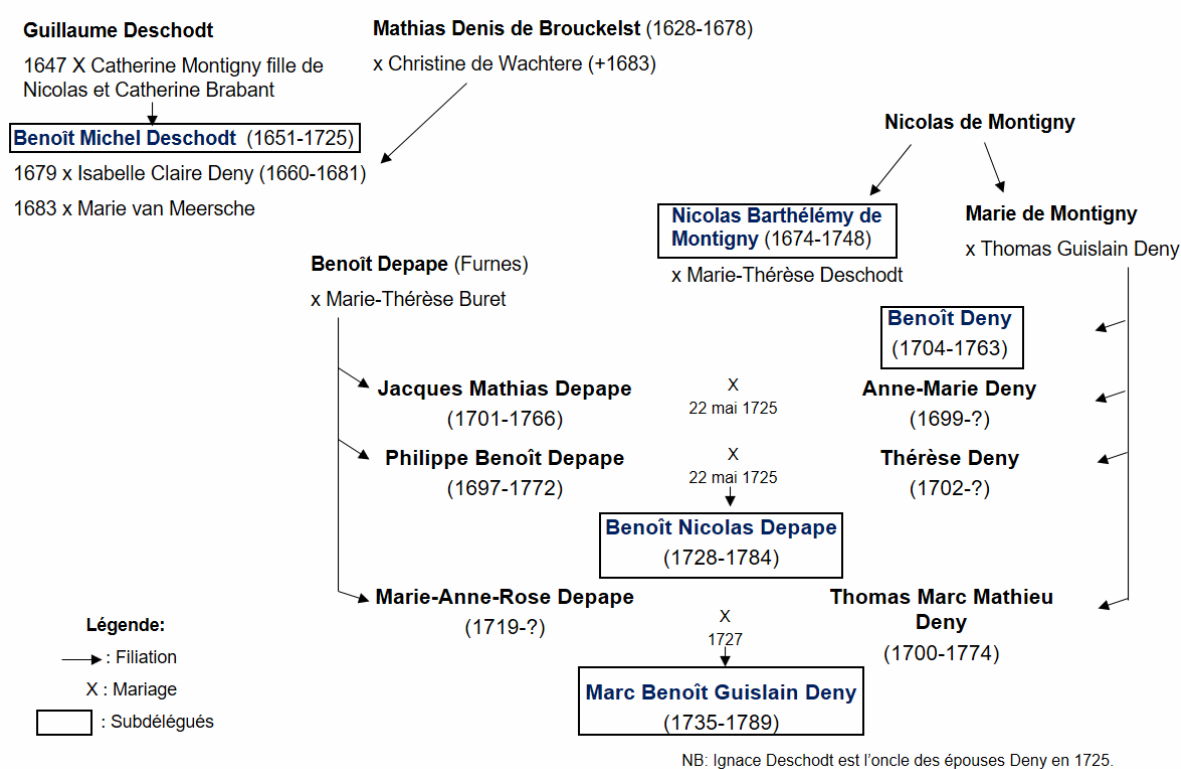 Guillaume Deschodt
1647 X Catherine Montigny fille de
Nicolas et Catherine Brabant
Mathias Denis de Brouckelst (1628-1678)
x Christine de Wachtere (+1683)
Benoît Michel Deschodt (1651-1725)
1679 x Isabelle Claire Deny (1660-1681)
1683 x Marie van Meersche
Nicolas de Montigny
Nicolas Barthélémy de
Montigny (1674-1748)
x Marie-Thérèse Deschodt
Marie de Montigny
x Thomas Guislain Deny
Benoît Depape (Furnes)
x Marie-Thérèse Buret
Benoît Deny
(1704-1763)
Jacques Mathias Depape
(1701-1766)
X
22 mai 1725
Anne-Marie Deny
(1699-?)
Philippe Benoît Depape
(1697-1772)
X
22 mai 1725
Thérèse Deny
(1702-?)
Benoît Nicolas Depape
(1728-1784)
Marie-Anne-Rose Depape
(1719-?)
X
1727
Thomas Marc Mathieu
Deny
(1700-1774)
Marc Benoît Guislain Deny
(1735-1789)
Légende:
: Filiation
X : Mariage
: Subdélégués
NB: Ignace Deschodt est l'oncle des épouses Deny en 1725.